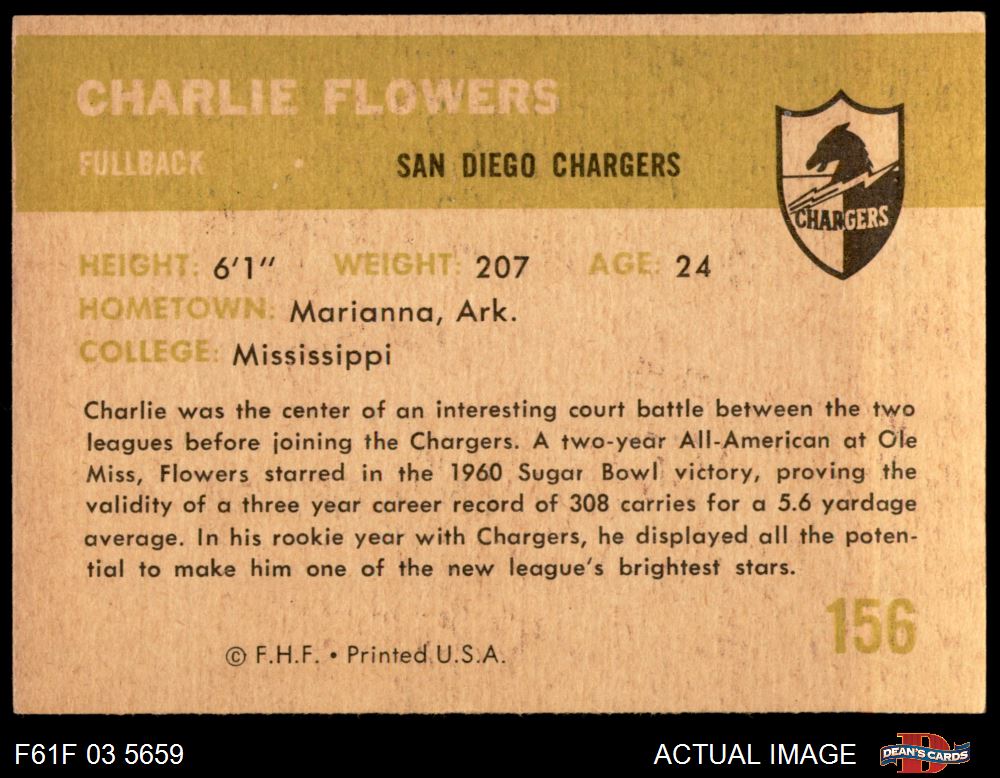 CHARLIE FLOWERS
FULLBACK • SAN DIEGO CHARGERS
CHARGERS
HEIGHT: 6'1" WEIGHT: 207 AGE: 24
HOMETOWN: Marianna, Ark.
COLLEGE: Mississippi
Charlie was the center of an interesting court battle between the two
leagues before joining the Chargers. A two-year All-American at Ole
Miss, Flowers starred in the 1960 Sugar Bowl victory, proving the
validity of a three year career record of 308 carries for a 5.6 yardage
average. In his rookie year with Chargers, he displayed all the poten-
tial to make him one of the new league's brightest stars.
156
© F.H.F. • Printed U.S.A.
F61F 03 5659
ACTUAL IMAGE
DEAN'S CARDS